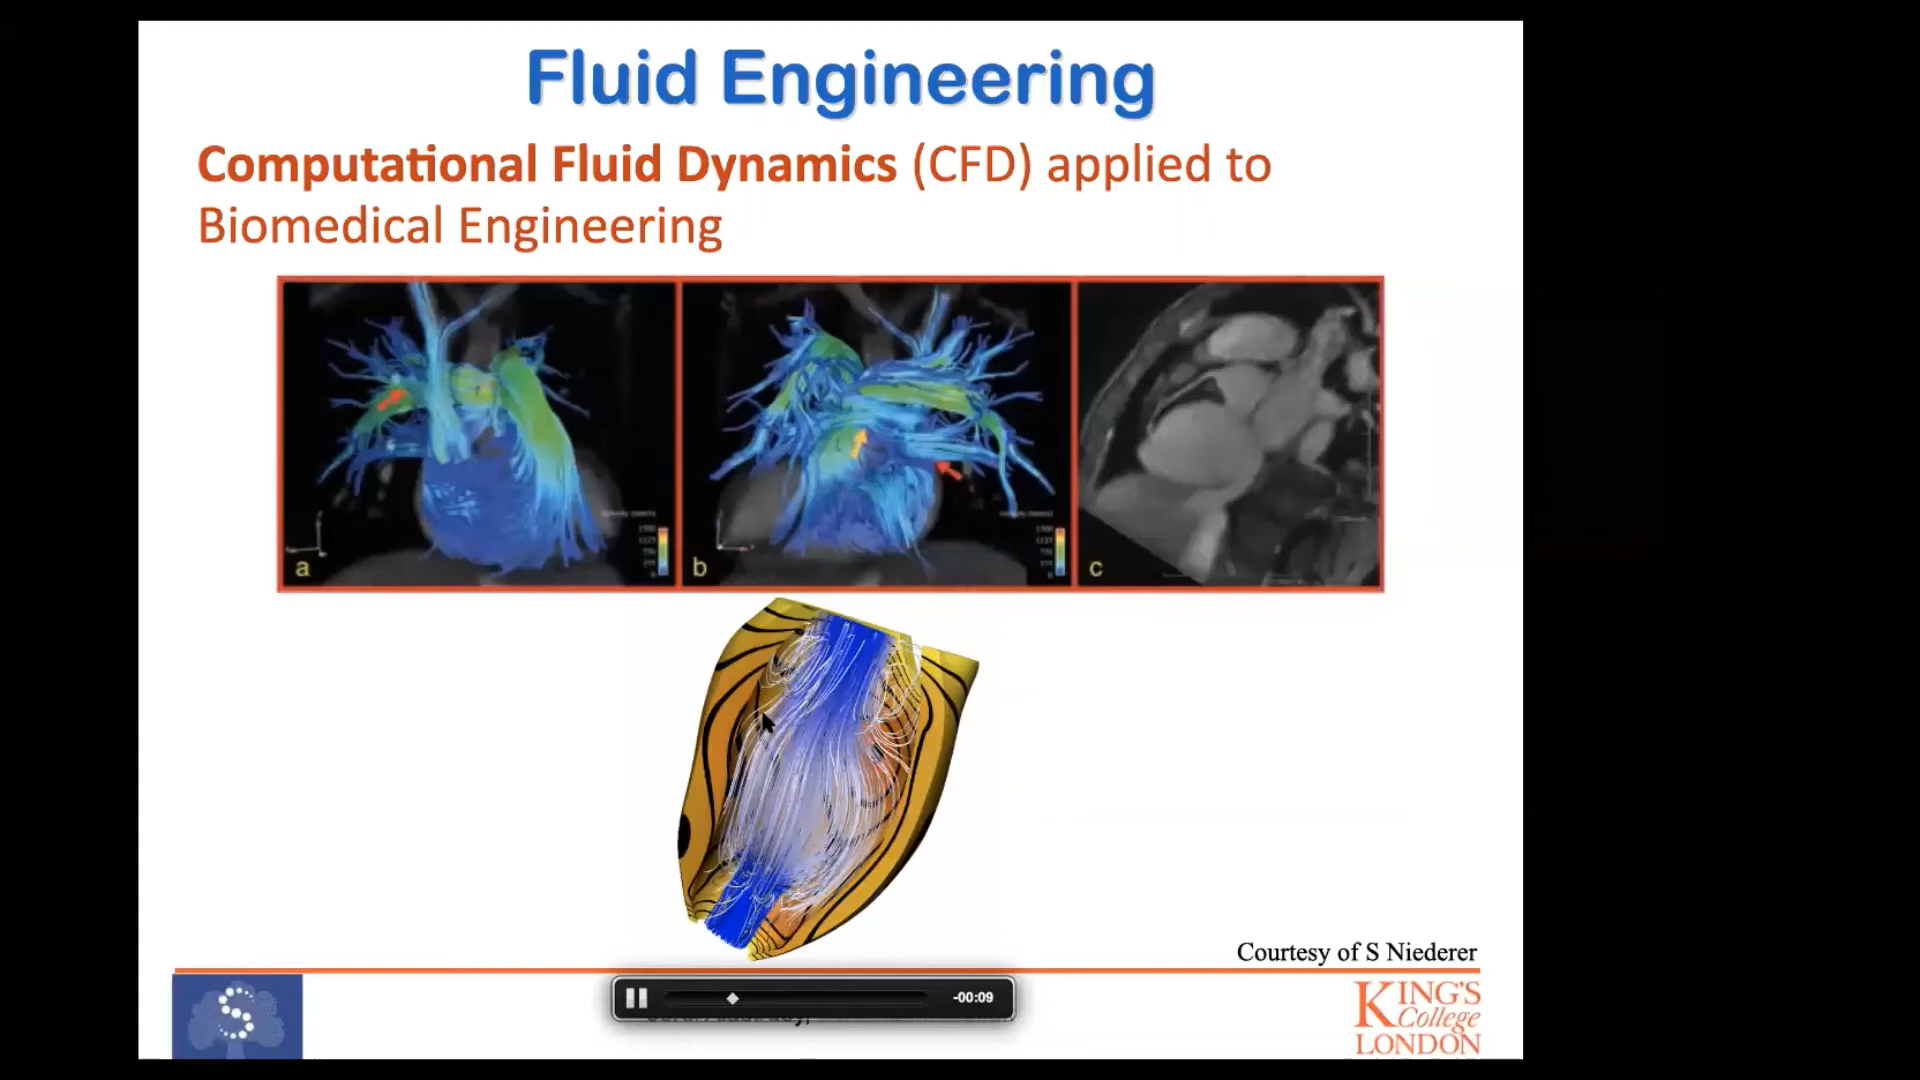 Fluid Engineering
Computational Fluid Dynamics (CFD) applied to
Biomedical Engineering
a
b
c
Courtesy of S Niederer
-00:09
S
KING'S
College
LONDON